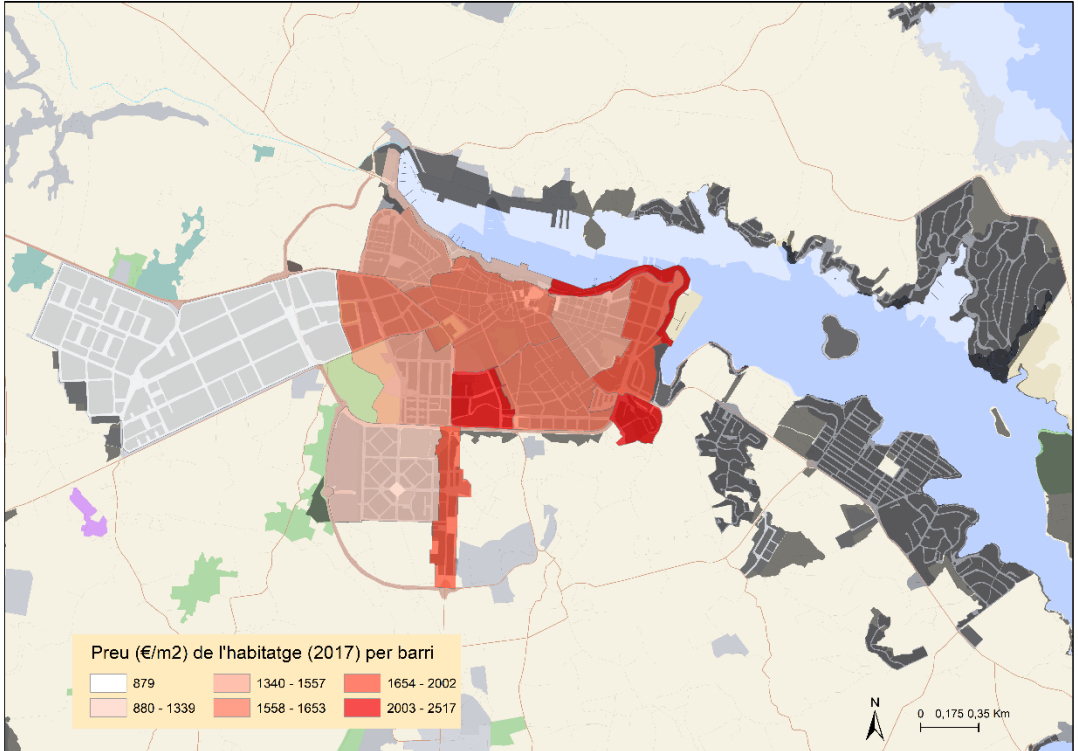 Preu (€/m2) de l'habitatge (2017) per barri
879
1340 - 1557
1654 - 2002
880 - 1339
1558 - 1653
2003 - 2517
N
0 0,175 0,35 Km